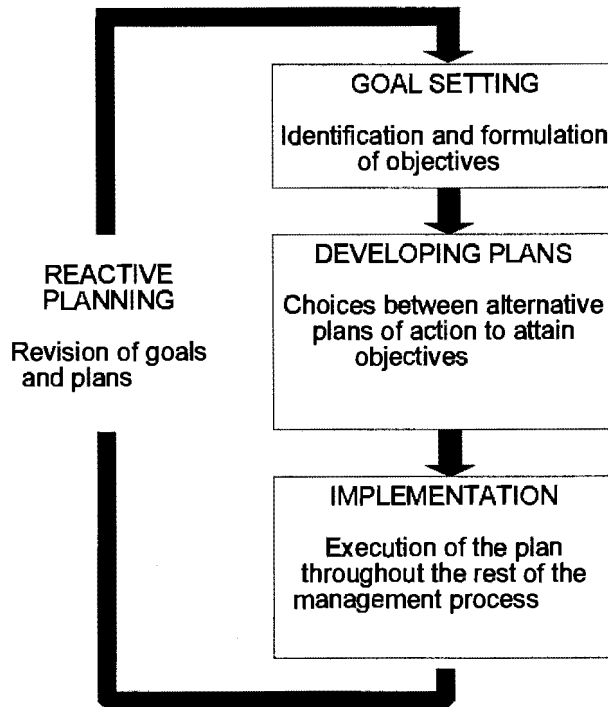 GOAL SETTING
Identification and formulation
of objectives
DEVELOPING PLANS
Choices between alternative
plans of action to attain
objectives
IMPLEMENTATION
Execution of the plan
throughout the rest of the
management process
REACTIVE
PLANNING
Revision of goals
and plans